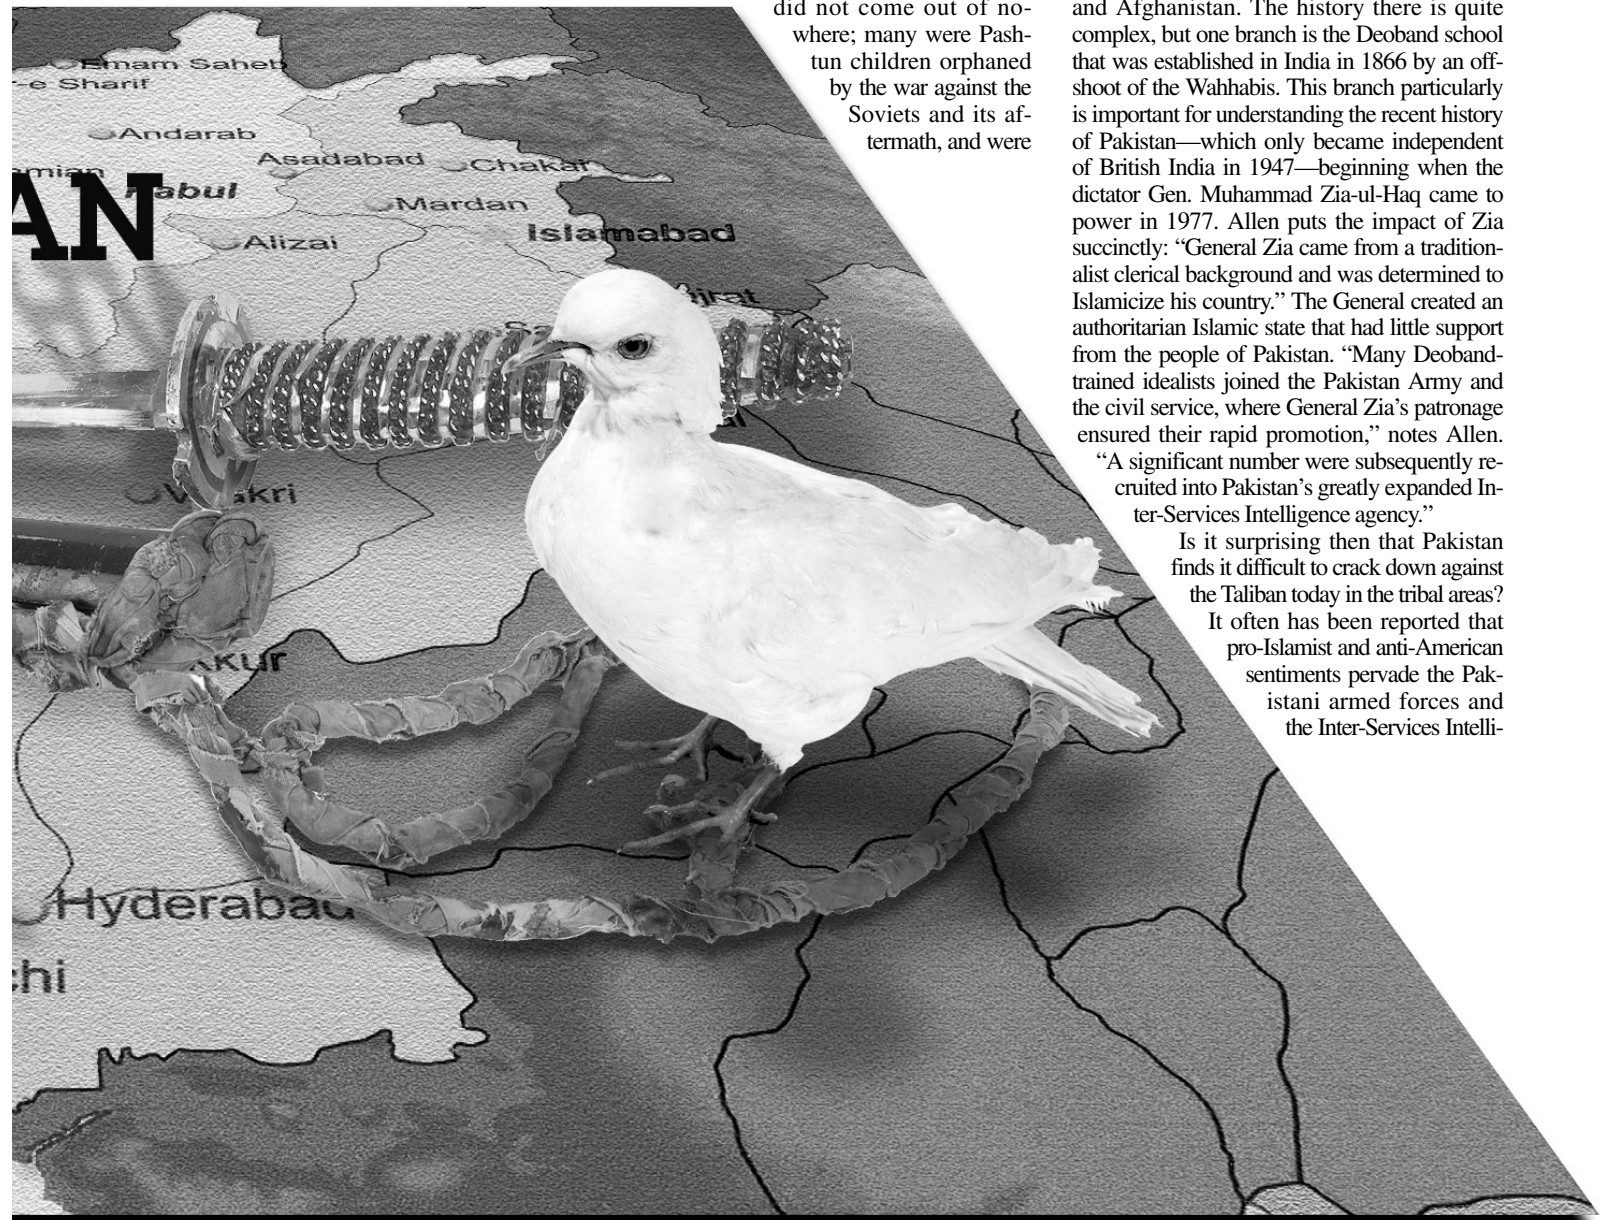 Emam Saheb
-e Sharif
Andarab
Asadabad
Chakai
mian
AN
Kabul
Mardan
Islamabad
Alizai
jrat
Sa
kri
kkur
Hyderabad
chi
did not come out of no-
where; many were Pash-
tun children orphaned
by the war against the
Soviets and its af-
termath, and were
and Afghanistan. The history there is quite
complex, but one branch is the Deoband school
that was established in India in 1866 by an off-
shoot of the Wahhabis. This branch particularly
is important for understanding the recent history
of Pakistan—which only became independent
of British India in 1947—beginning when the
dictator Gen. Muhammad Zia-ul-Haq came to
power in 1977. Allen puts the impact of Zia
succinctly: “General Zia came from a tradition-
alist clerical background and was determined to
Islamicize his country.” The General created an
authoritarian Islamic state that had little support
from the people of Pakistan. “Many Deoband-
trained idealists joined the Pakistan Army and
the civil service, where General Zia’s patronage
ensured their rapid promotion,” notes Allen.
“A significant number were subsequently re-
cruited into Pakistan’s greatly expanded In-
ter-Services Intelligence agency.”
Is it surprising then that Pakistan
finds it difficult to crack down against
the Taliban today in the tribal areas?
It often has been reported that
pro-Islamist and anti-American
sentiments pervade the Pak-
istani armed forces and
the Inter-Services Intelli-